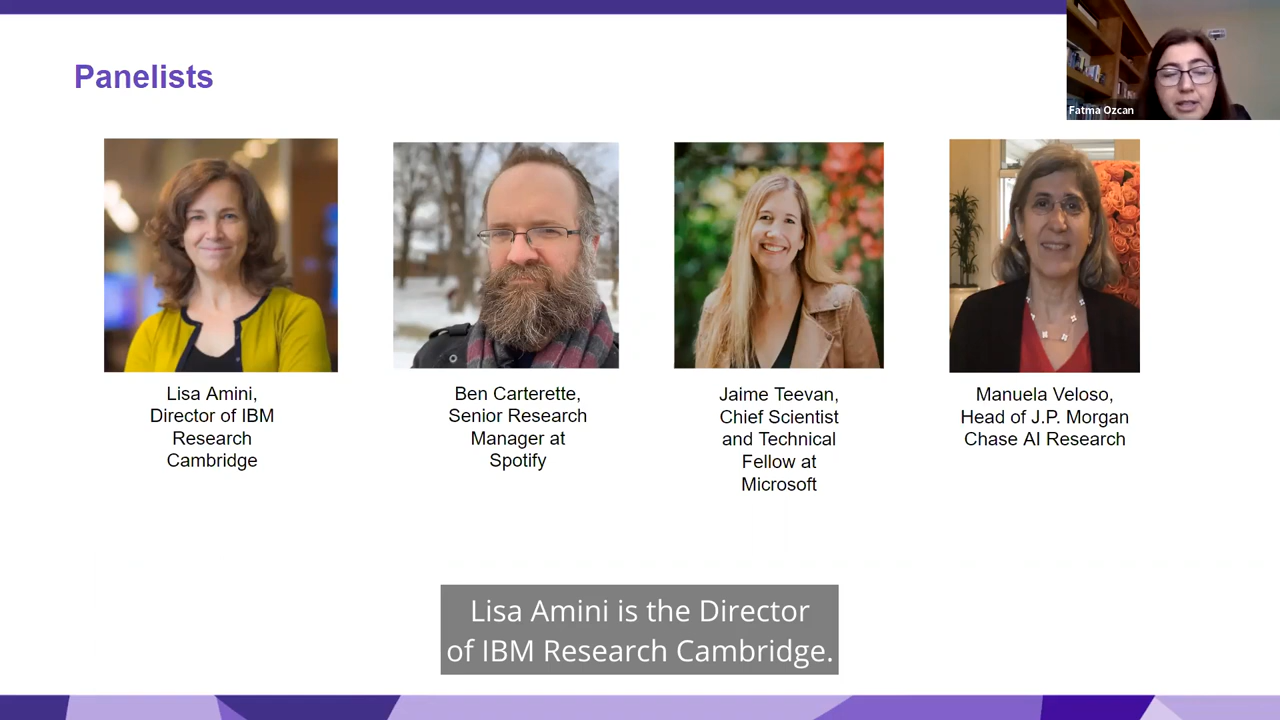 Panelists
Fatma Ozcan
Lisa Amini,
Director of IBM
Research
Cambridge
Ben Carterette,
Senior Research
Manager at
Spotify
Jaime Teevan,
Chief Scientist
and Technical
Fellow at
Microsoft
Manuela Veloso,
Head of J.P. Morgan
Chase AI Research
Lisa Amini is the Director
of IBM Research Cambridge.